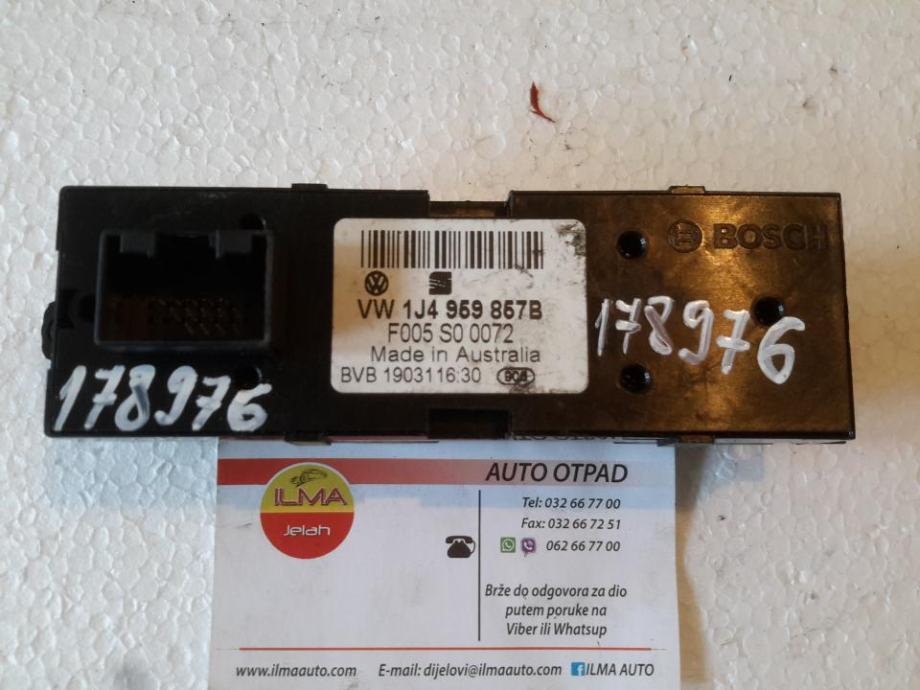 BOSCH
VW 1J4 959 857B
F005 S0 0072
Made in Australia
BVB 1903116:30
178976
178976
ILMA
Jelah
AUTO OTPAD
Tel: 032 66 77 00
Fax: 032 66 72 51
062 66 77 00
Brže do odgovora za dio
putem poruke na
Viber ili Whatsup
www.ilmaauto.com E-mail: dijelovi@ilmaauto.com ILMA AUTO